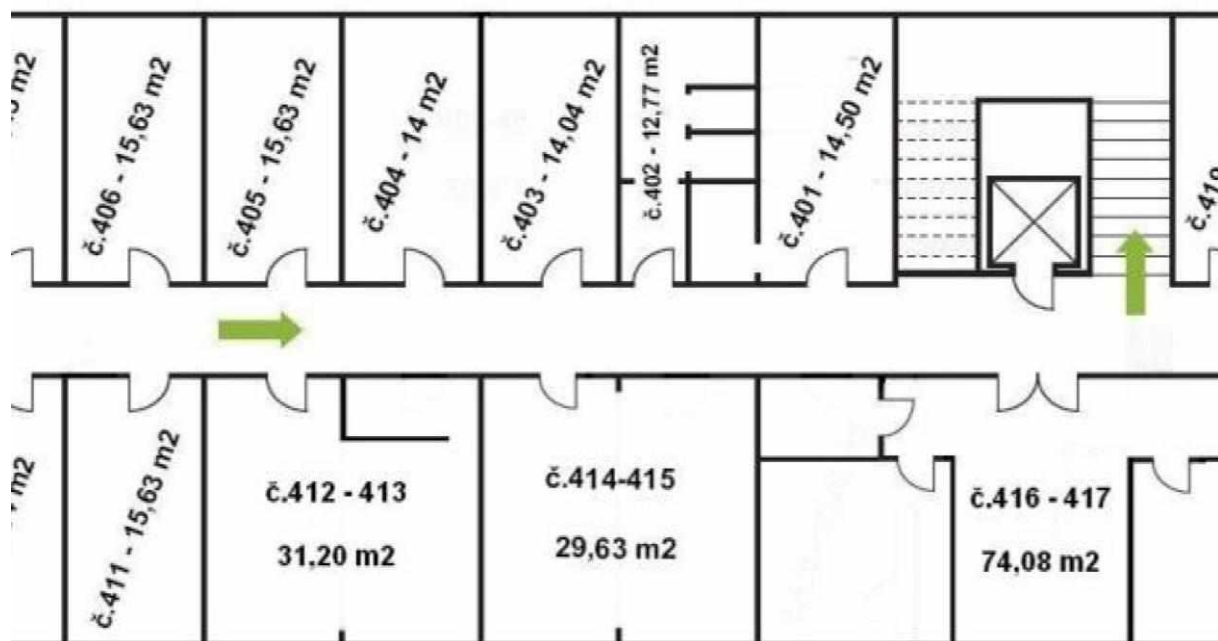 m2
č.406 - 15,63 m2
č.405 - 15,63 m2
č.404 - 14 m2
č.403 - 14,04 m2
č.402 - 12,77 m2
č.401 - 14,50 m2
m2
č.411 - 15,63 m2
č.412 - 413
31,20 m2
č.414-415
29,63 m2
č.416 - 417
74,08 m2